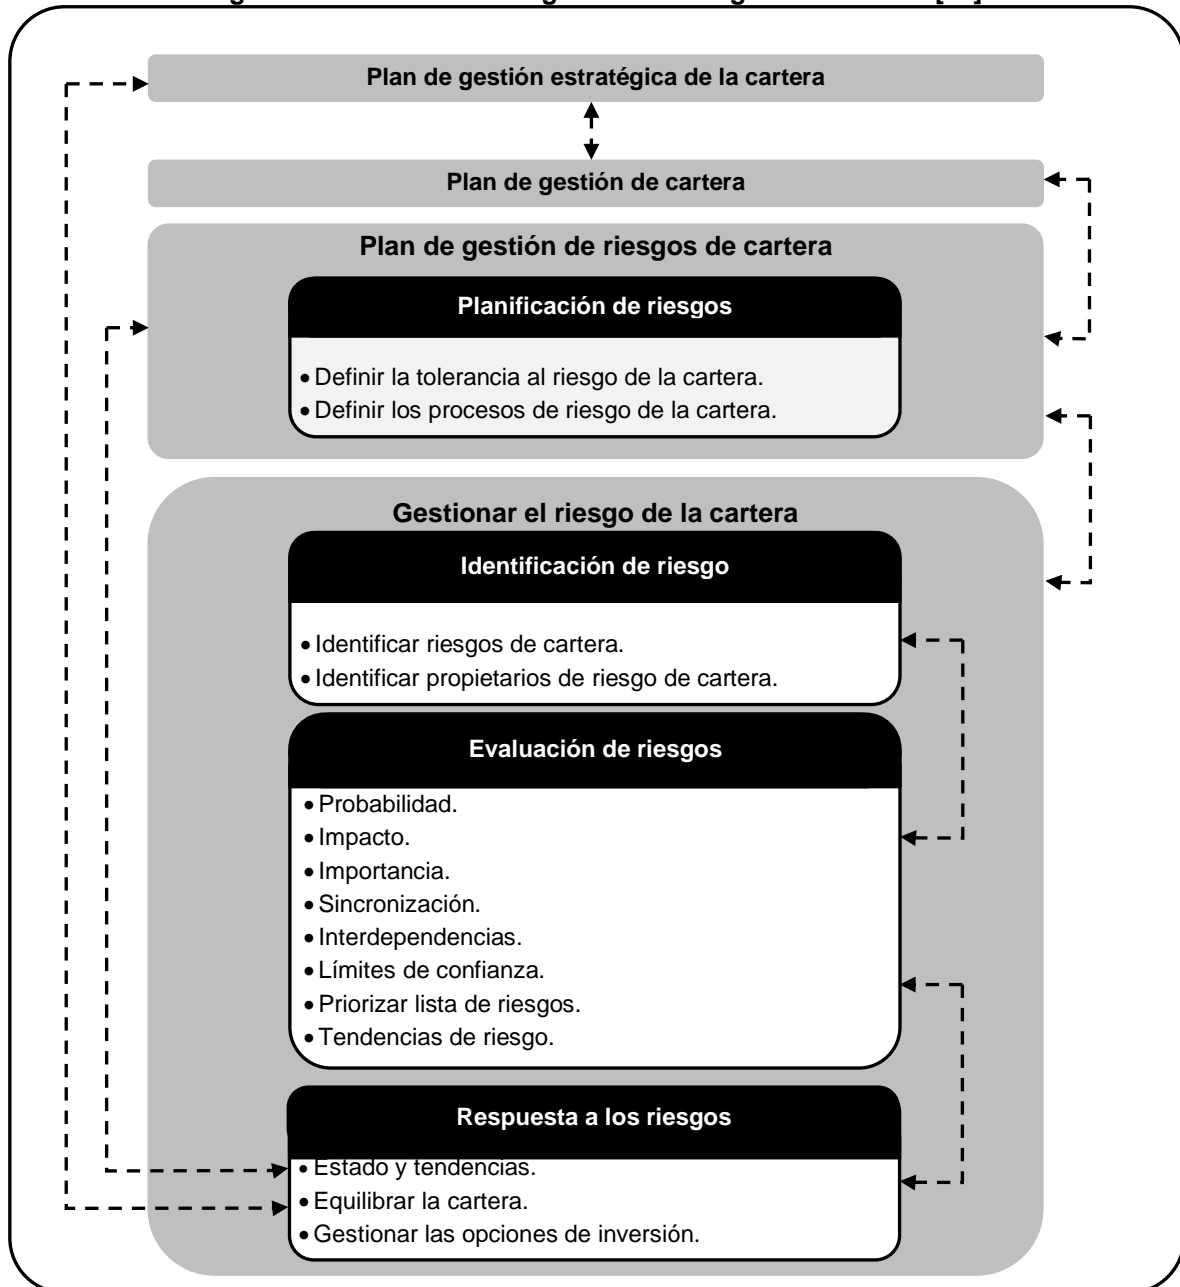 Plan de gestión estratégica de la cartera
Plan de gestión de cartera
Plan de gestión de riesgos de cartera
Planificación de riesgos
• Definir la tolerancia al riesgo de la cartera.
• Definir los procesos de riesgo de la cartera.
Gestionar el riesgo de la cartera
Identificación de riesgo
• Identificar riesgos de cartera.
• Identificar propietarios de riesgo de cartera.
Evaluación de riesgos
• Probabilidad.
• Impacto.
• Importancia.
• Sincronización.
• Interdependencias.
• Límites de confianza.
• Priorizar lista de riesgos.
• Tendencias de riesgo.
Respuesta a los riesgos
• Estado y tendencias.
• Equilibrar la cartera.
• Gestionar las opciones de inversión.